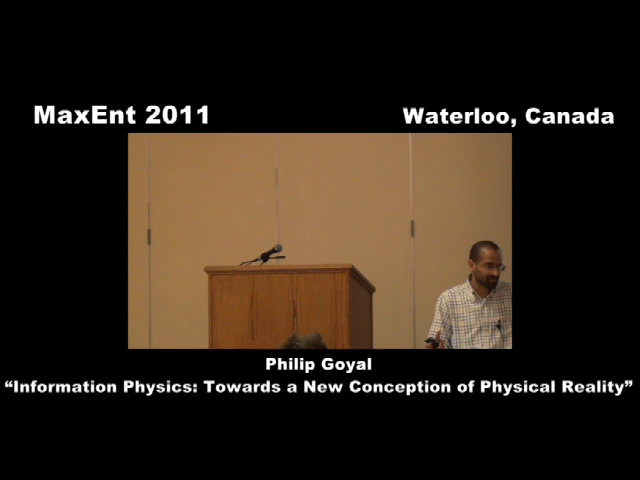 MaxEnt 2011
Waterloo, Canada
Philip Goyal
“Information Physics: Towards a New Conception of Physical Reality”